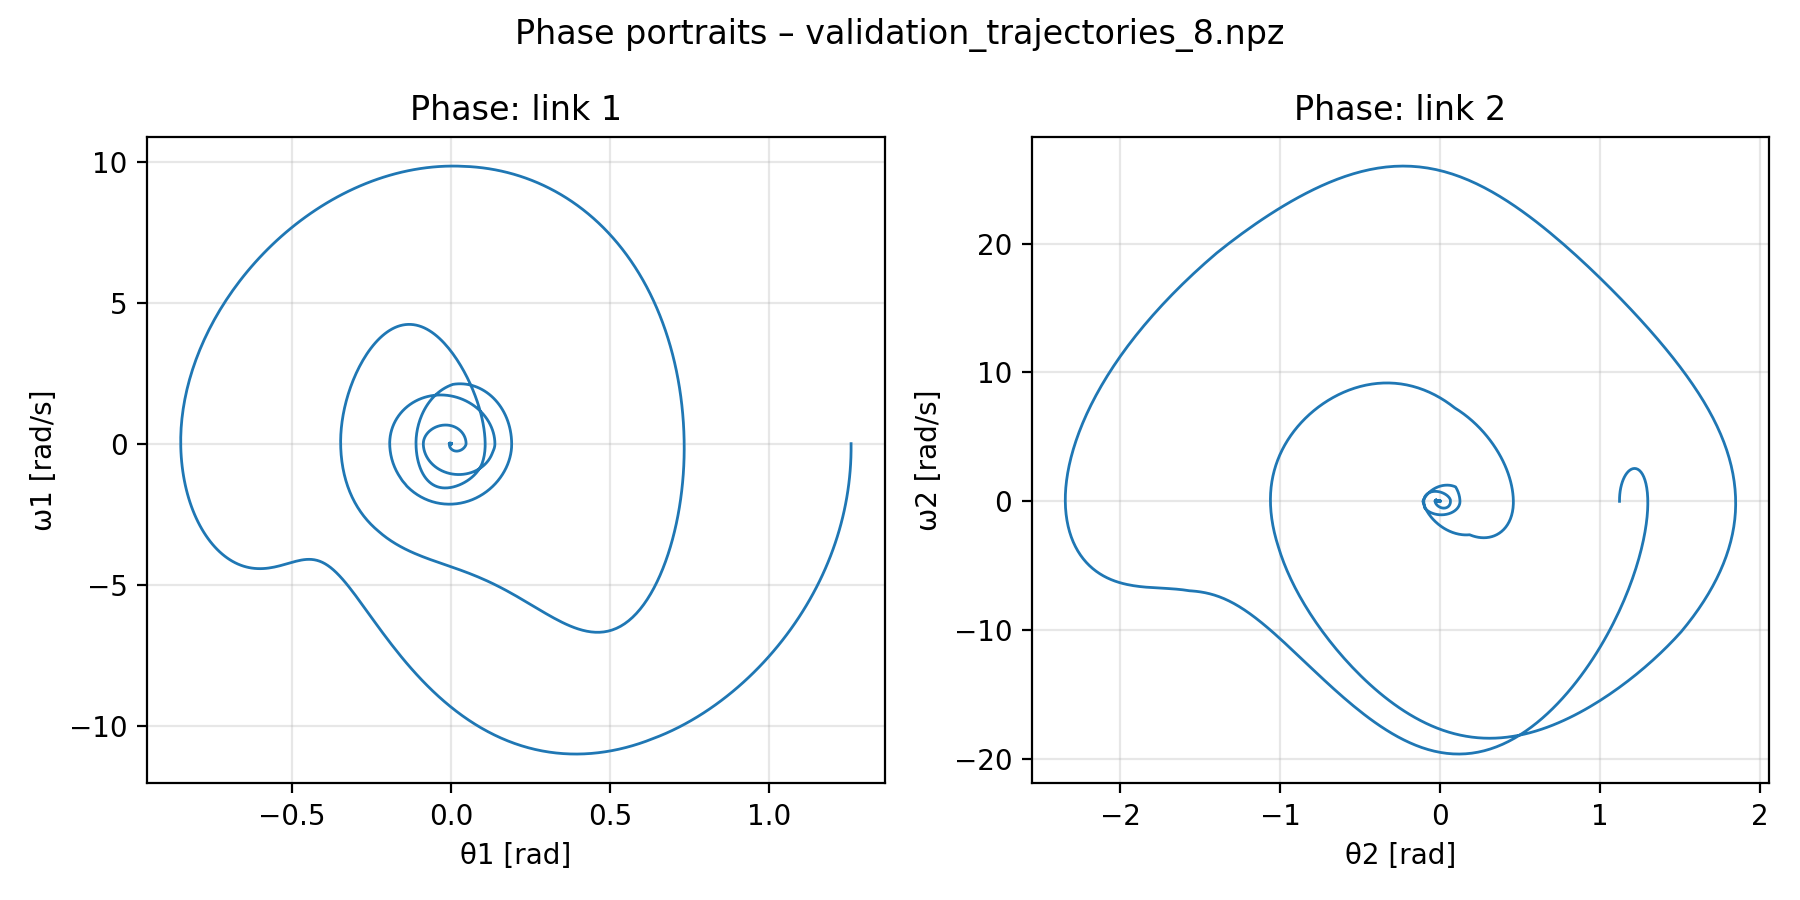 Phase portraits – validation_trajectories_8.npz
Phase: link 1
10
5
0
−5
−10
ω1 [rad/s]
−0.5
0.0
0.5
1.0
θ1 [rad]
Phase: link 2
20
10
0
−10
−20
ω2 [rad/s]
−2
−1
0
1
2
θ2 [rad]